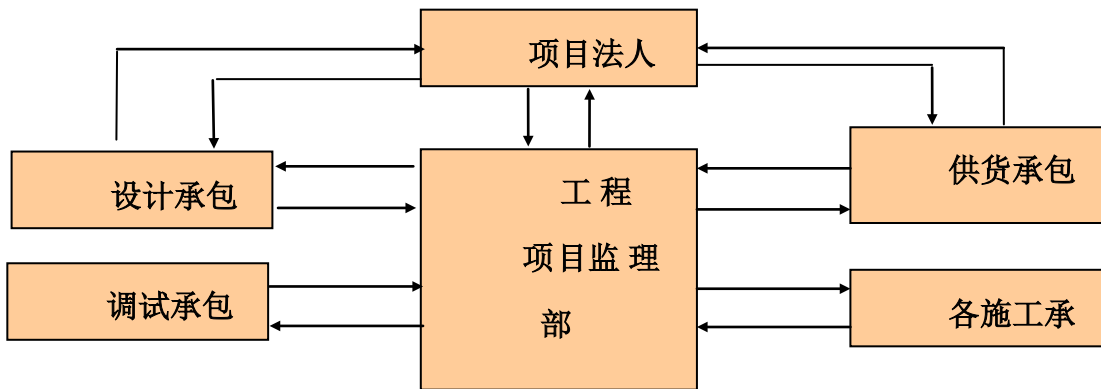 项目法人
设计承包
工 程
项目监 理
部
供货承包
调试承包
各施工承